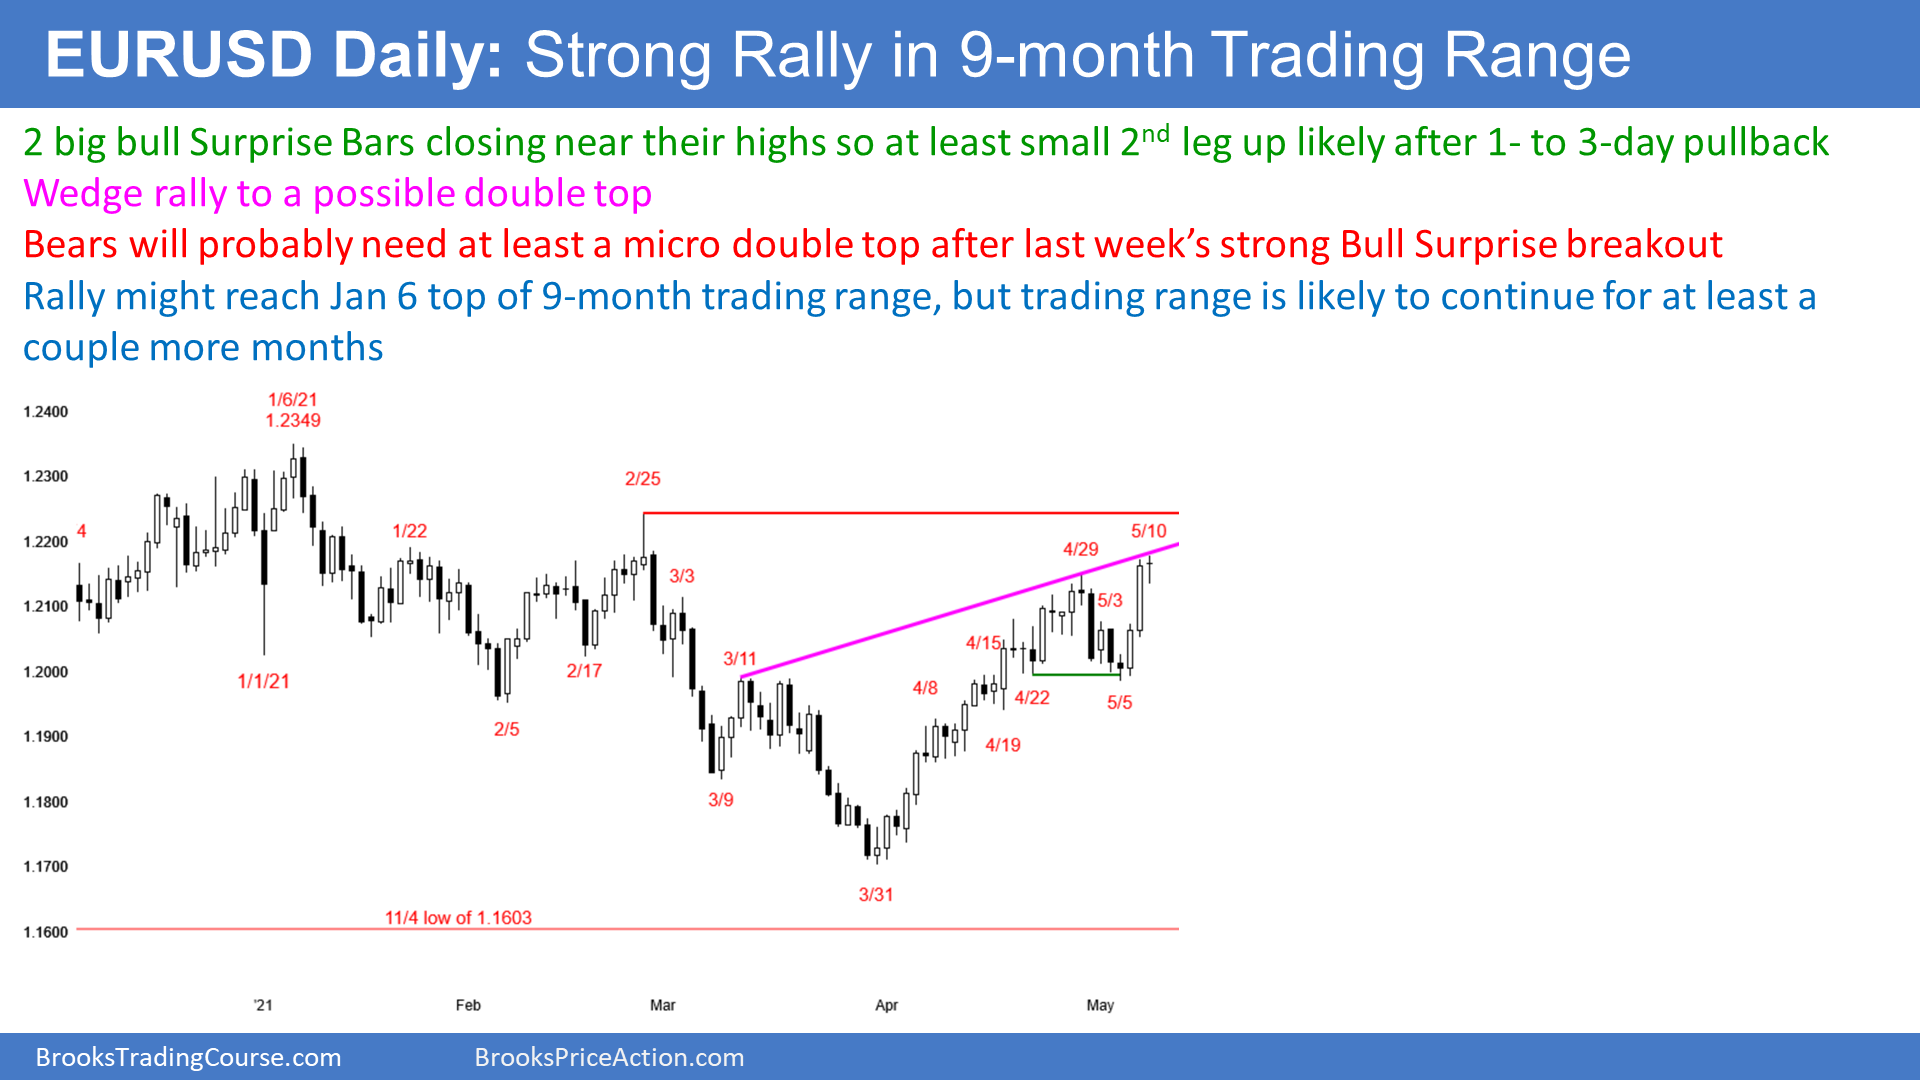 EURUSD Daily: Strong Rally in 9-month Trading Range
2 big bull Surprise Bars closing near their highs so at least small 2nd leg up likely after 1- to 3-day pullback
Wedge rally to a possible double top
Bears will probably need at least a micro double top after last week’s strong Bull Surprise breakout
Rally might reach Jan 6 top of 9-month trading range, but trading range is likely to continue for at least a
couple more months
1/6/21
1.2400
1.2349
1.2300
2/25
4
1/22
5/10
1.2200
4/29
3/3
1.2100
5/3
4/15
3/11
1.2000
2/17
1/1/21
4/8
4/22
5/5
2/5
1.1900
4/19
3/9
1.1800
1.1700
3/31
11/4 low of 1.1603
1.1600
'21
Feb
Mar
Apr
May
BrooksTradingCourse.com
BrooksPriceAction.com